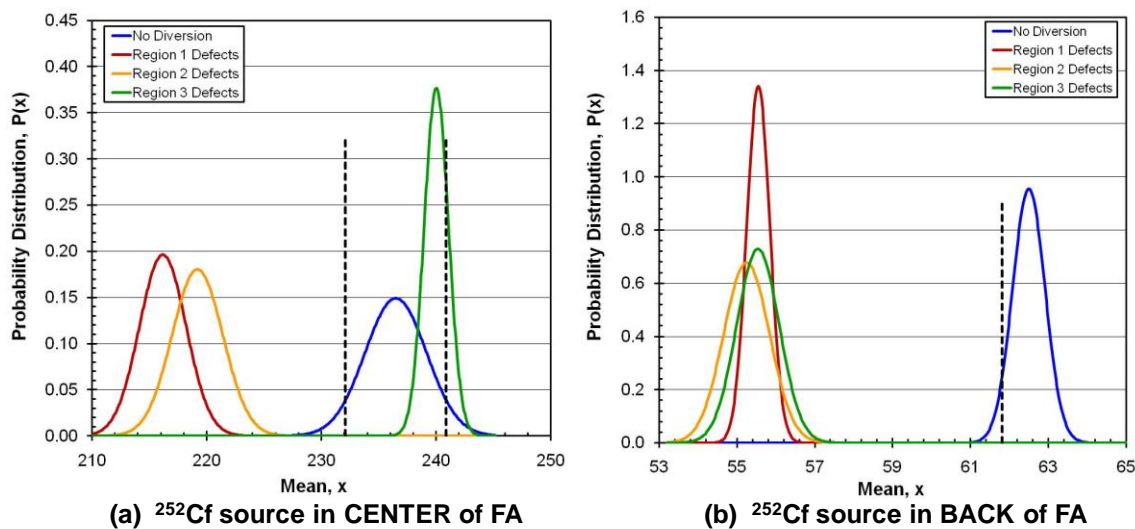 0.45
0.40
0.35
0.30
0.25
0.20
0.15
0.10
0.05
0.00
Probability Distribution, P(x)
No Diversion
Region 1 Defects
Region 2 Defects
Region 3 Defects
210 220 230 240 250
Mean, x
(a) ²⁵²Cf source in CENTER of FA
1.6
1.4
1.2
1.0
0.8
0.6
0.4
0.2
0.0
Probability Distribution, P(x)
No Diversion
Region 1 Defects
Region 2 Defects
Region 3 Defects
53 55 57 59 61 63 65
Mean, x
(b) ²⁵²Cf source in BACK of FA